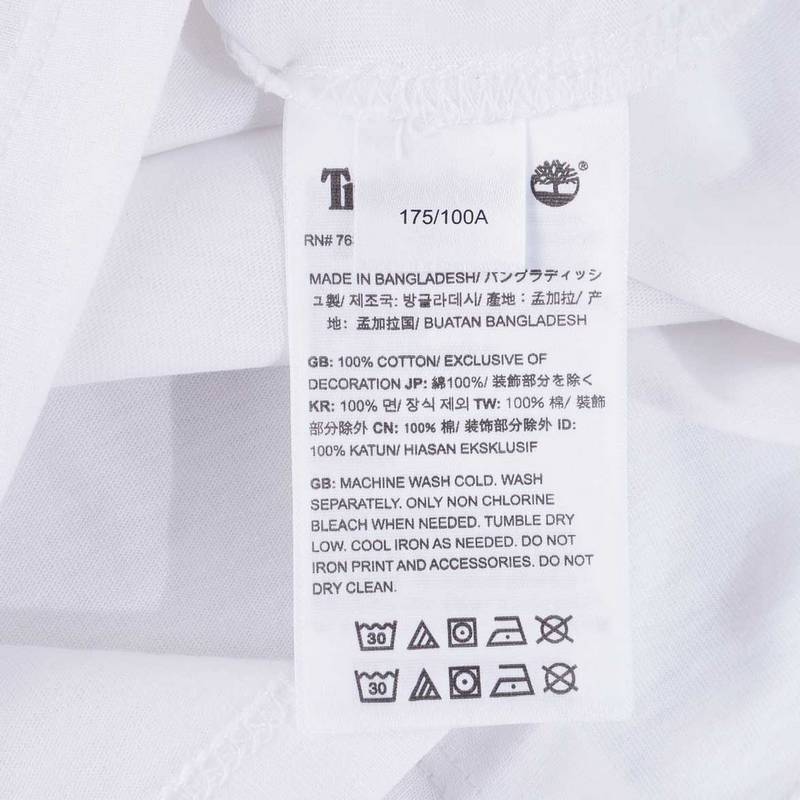 Ti
175/100A
®
RN# 76
MADE IN BANGLADESH/ バングラディッシ
ュ製/ 제조국: 방글라데시/ 產地：孟加拉/ 产
地：孟加拉国/ BUATAN BANGLADESH
GB: 100% COTTON/ EXCLUSIVE OF
DECORATION JP: 綿100%/ 装飾部分を除く
KR: 100% 면/ 장식 제외 TW: 100% 棉/ 裝飾
部分除外 CN: 100% 棉/ 装饰部分除外 ID:
100% KATUN/ HIASAN EKSKLUSIF
GB: MACHINE WASH COLD. WASH
SEPARATELY. ONLY NON CHLORINE
BLEACH WHEN NEEDED. TUMBLE DRY
LOW. COOL IRON AS NEEDED. DO NOT
IRON PRINT AND ACCESSORIES. DO NOT
DRY CLEAN.
30
30